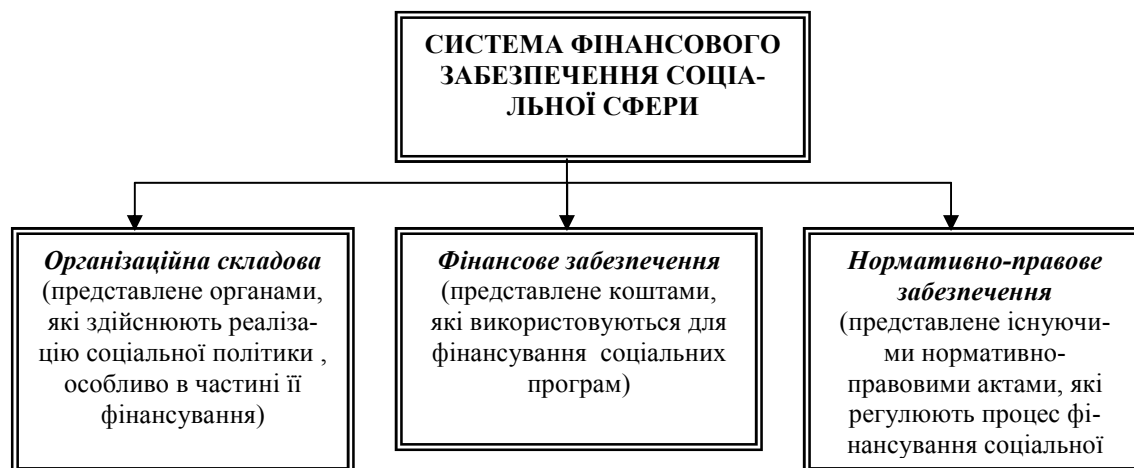 СИСТЕМА ФІНАНСОВОГО
ЗАБЕЗПЕЧЕННЯ СОЦІА-
ЛЬНОЇ СФЕРИ
Організаційна складова
(представлене органами,
які здійснюють реаліза-
цію соціальної політики ,
особливо в частині її
фінансування)
Фінансове забезпечення
(представлене коштами,
які використовуються для
фінансування соціальних
програм)
Нормативно-правове
забезпечення
(представлене існуючи-
ми нормативно-
правовими актами, які
регулюють процес фі-
нансування соціальної